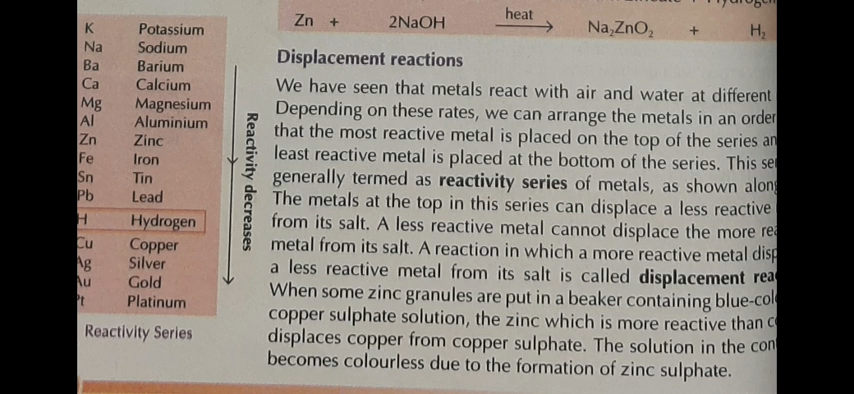 Zn + 2NaOH heat → Na₂ZnO₂ + H₂
K Potassium
Na Sodium
Ba Barium
Ca Calcium
Mg Magnesium
Al Aluminium
Zn Zinc
Fe Iron
Sn Tin
Pb Lead
H Hydrogen
Cu Copper
Ag Silver
Au Gold
Pt Platinum
Reactivity decreases
Reactivity Series
Displacement reactions
We have seen that metals react with air and water at different
Depending on these rates, we can arrange the metals in an order
that the most reactive metal is placed on the top of the series
least reactive metal is placed at the bottom of the series. This
generally termed as reactivity series of metals, as shown
The metals at the top in this series can displace a less reactive
from its salt. A less reactive metal cannot displace the more
metal from its salt. A reaction in which a more reactive metal
a less reactive metal from its salt is called displacement
When some zinc granules are put in a beaker containing
copper sulphate solution, the zinc which is more reactive than
displaces copper from copper sulphate. The solution in the
becomes colourless due to the formation of zinc sulphate.